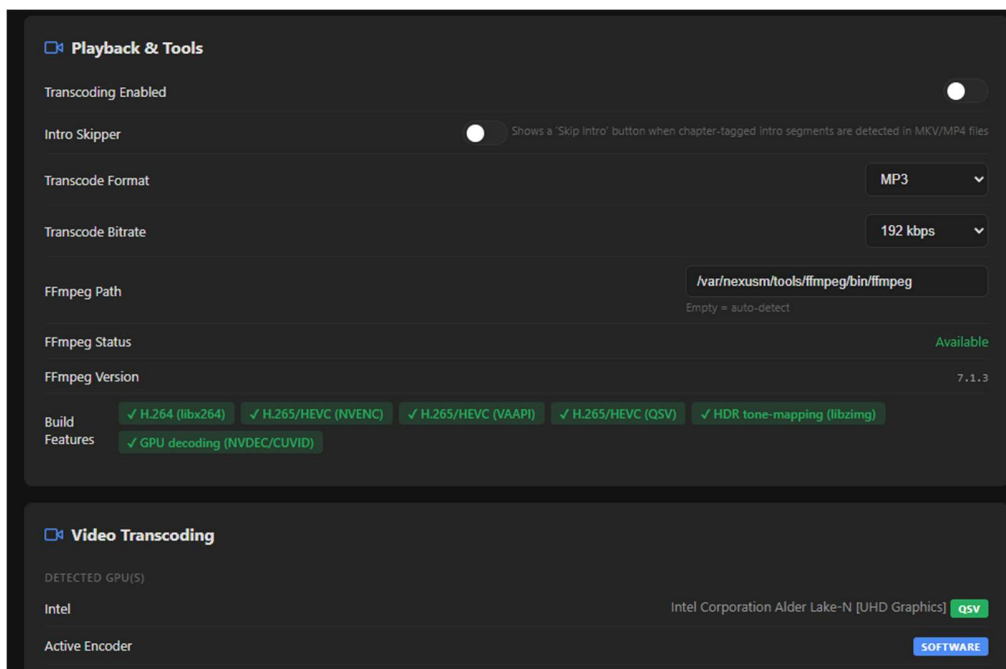 Playback & Tools
Transcoding Enabled
Intro Skipper Shows a 'Skip Intro' button when chapter-tagged intro segments are detected in MKV/MP4 files
Transcode Format MP3
Transcode Bitrate 192 kbps
FFmpeg Path /var/nexusm/tools/ffmpeg/bin/ffmpeg
Empty = auto-detect
FFmpeg Status Available
FFmpeg Version 7.1.3
Build Features ✓ H.264 (libx264) ✓ H.265/HEVC (NVENC) ✓ H.265/HEVC (VAAPI) ✓ H.265/HEVC (QSV) ✓ HDR tone-mapping (libzimg)
✓ GPU decoding (NVDEC/CUVID)
Video Transcoding
DETECTED GPU(S)
Intel Intel Corporation Alder Lake-N [UHD Graphics] QSV
Active Encoder SOFTWARE